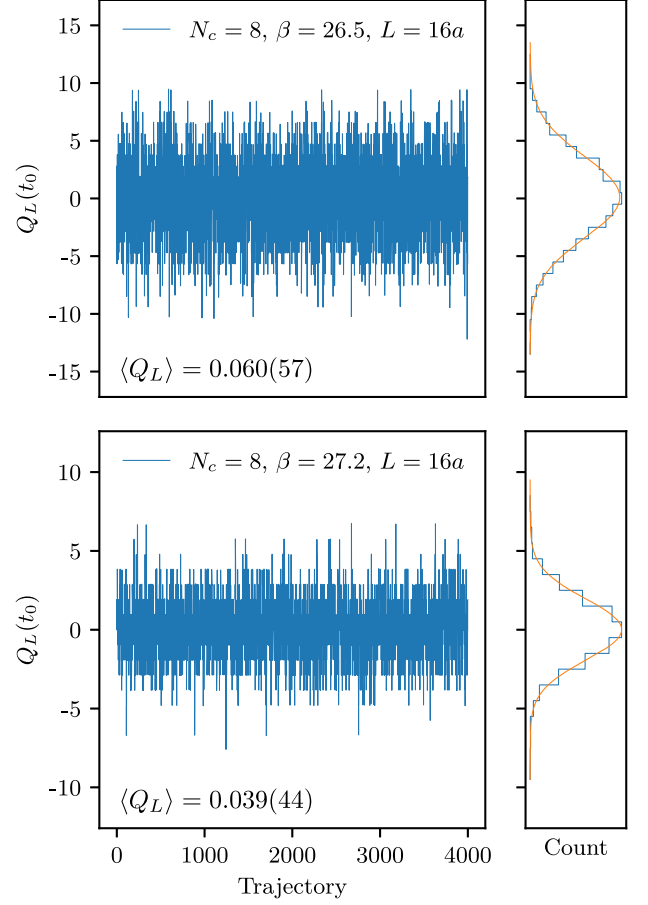 15
10
5
0
-5
-10
-15
Q_L(t_0)
N_c = 8, β = 26.5, L = 16a
⟨Q_L⟩ = 0.060(57)
10
5
0
-5
-10
Q_L(t_0)
N_c = 8, β = 27.2, L = 16a
⟨Q_L⟩ = 0.039(44)
0 1000 2000 3000 4000
Trajectory
Count